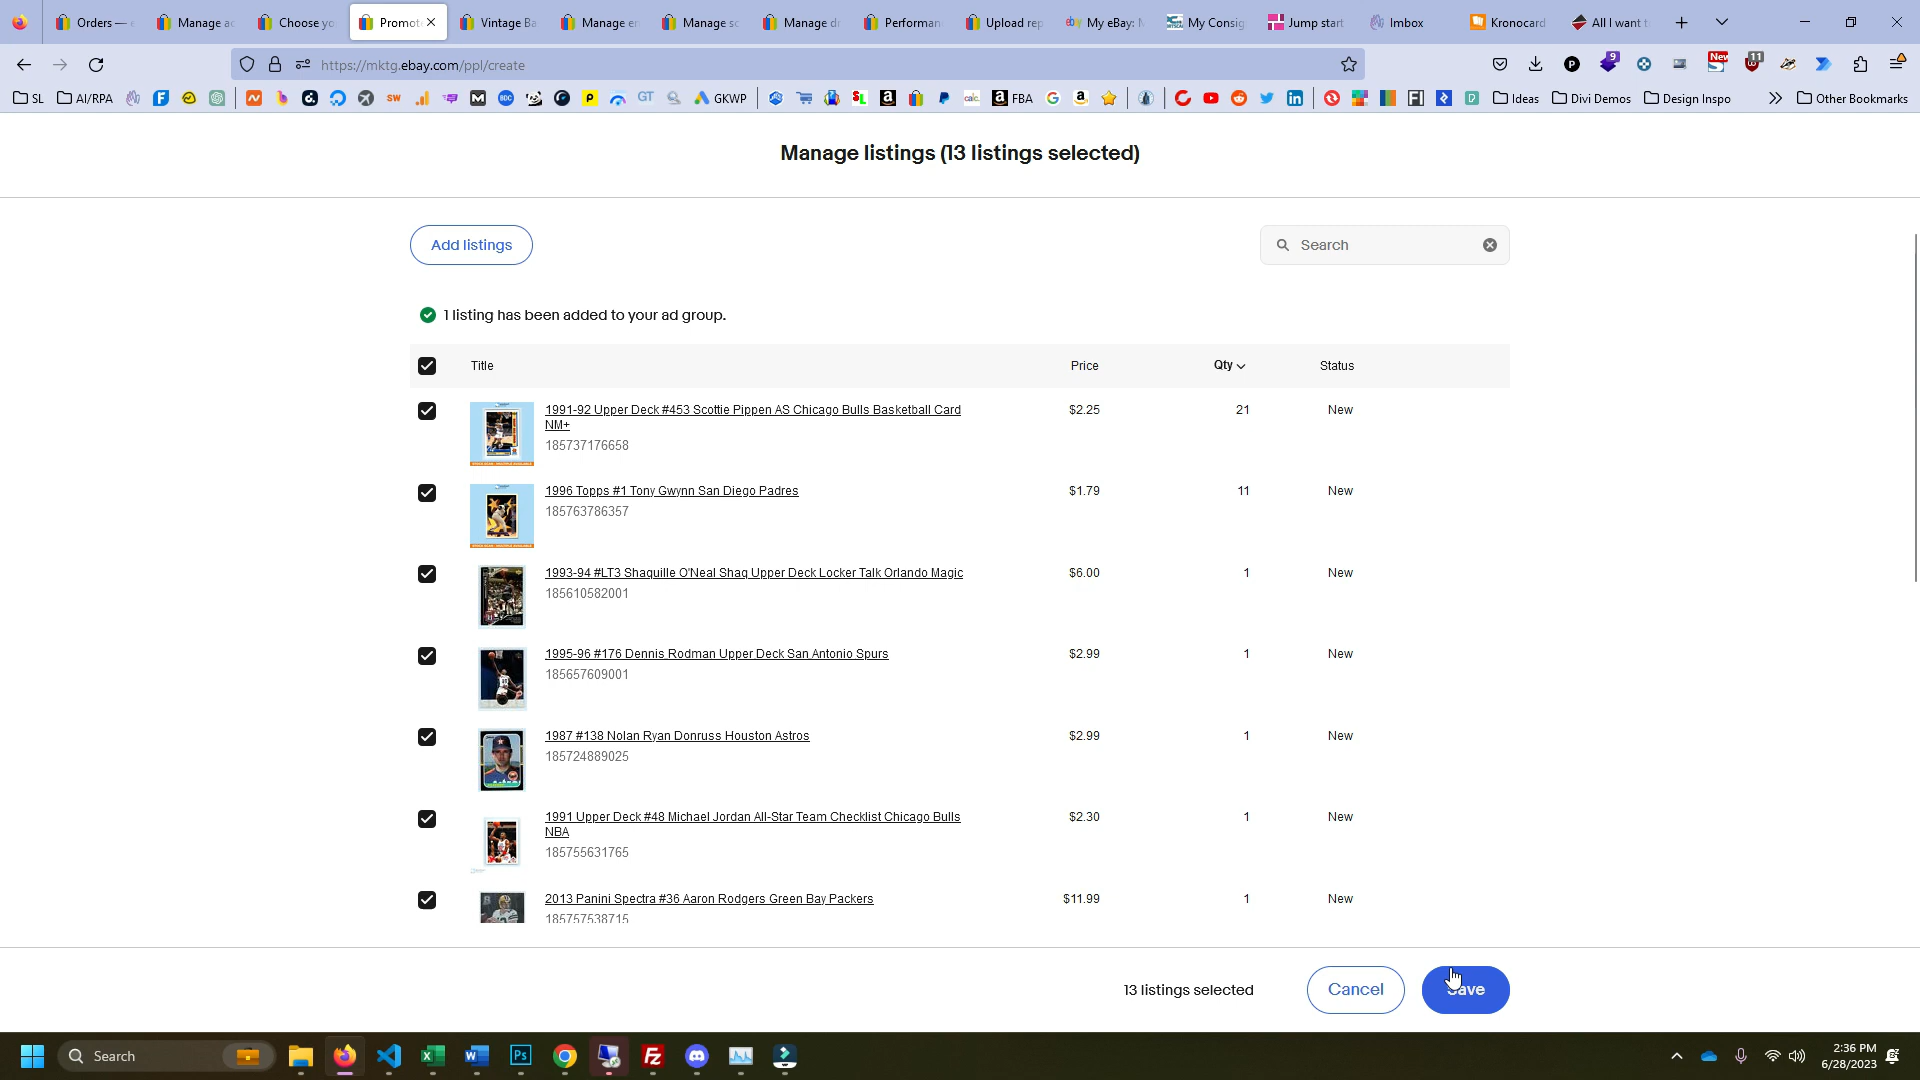 Orders — e
Manage ac
Choose yo
Promot
Vintage Ba
Manage en
Manage sc
Manage dr
Performan
Upload rep
My eBay: M
My Consig
Jump start
Inbox
Kronocard
All I want t
https://mktg.ebay.com/ppl/create
9
New
11
SL
AI/RPA
GKWP
FBA
Ideas
Divi Demos
Design Inspo
Other Bookmarks
Manage listings (13 listings selected)
Add listings
Search
1 listing has been added to your ad group.
Title Price Qty Status
1991-92 Upper Deck #453 Scottie Pippen AS Chicago Bulls Basketball Card $2.25 21 New
NM+
185737176658
1996 Topps #1 Tony Gwynn San Diego Padres $1.79 11 New
185763786357
1993-94 #LT3 Shaquille O'Neal Shaq Upper Deck Locker Talk Orlando Magic $6.00 1 New
185610582001
1995-96 #176 Dennis Rodman Upper Deck San Antonio Spurs $2.99 1 New
185657609001
1987 #138 Nolan Ryan Donruss Houston Astros $2.99 1 New
185724889025
1991 Upper Deck #48 Michael Jordan All-Star Team Checklist Chicago Bulls $2.30 1 New
NBA
185755631765
2013 Panini Spectra #36 Aaron Rodgers Green Bay Packers $11.99 1 New
185757538715
13 listings selected
Cancel
Save
Search
2:36 PM
6/28/2023